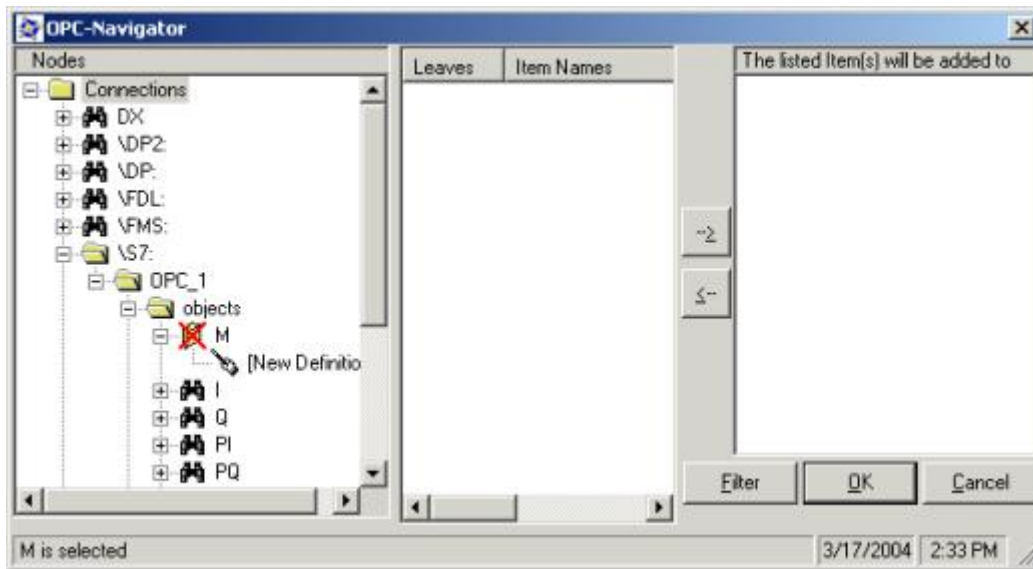 OPC-Navigator
Nodes
Connections
DX
\DP2:
\DP:
\FDL:
\FMS:
\S7:
OPC_1
objects
M
[New Definitio
I
Q
PI
PQ
Leaves Item Names
The listed Item(s) will be added to
-->
<--
Filter OK Cancel
M is selected 3/17/2004 2:33 PM